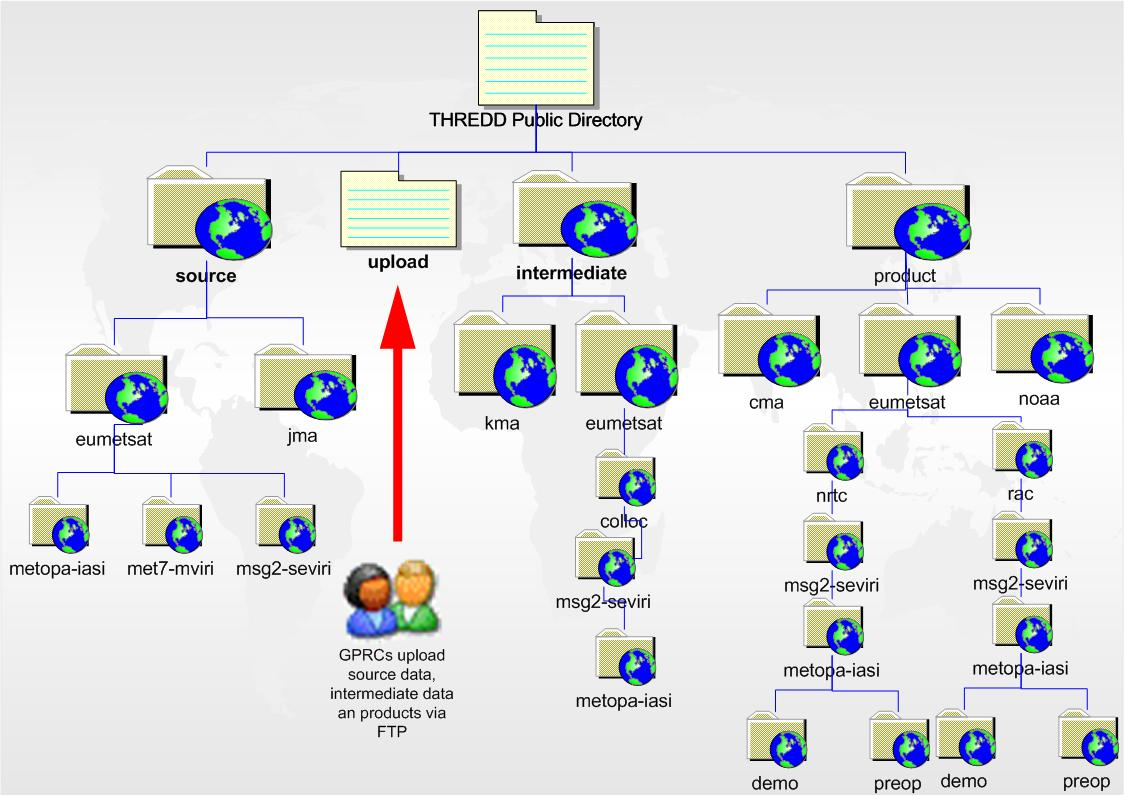 THREDD Public Directory
source
upload
intermediate
product
eumetsat
jma
kma
eumetsat
cma
eumetsat
noaa
metopa-iasi
met7-mviri
msg2-seviri
colloc
msg2-seviri
metopa-iasi
nrtc
rac
msg2-seviri
msg2-seviri
metopa-iasi
metopa-iasi
demo
preop
demo
preop
GPRCs upload
source data,
intermediate data
an products via
FTP